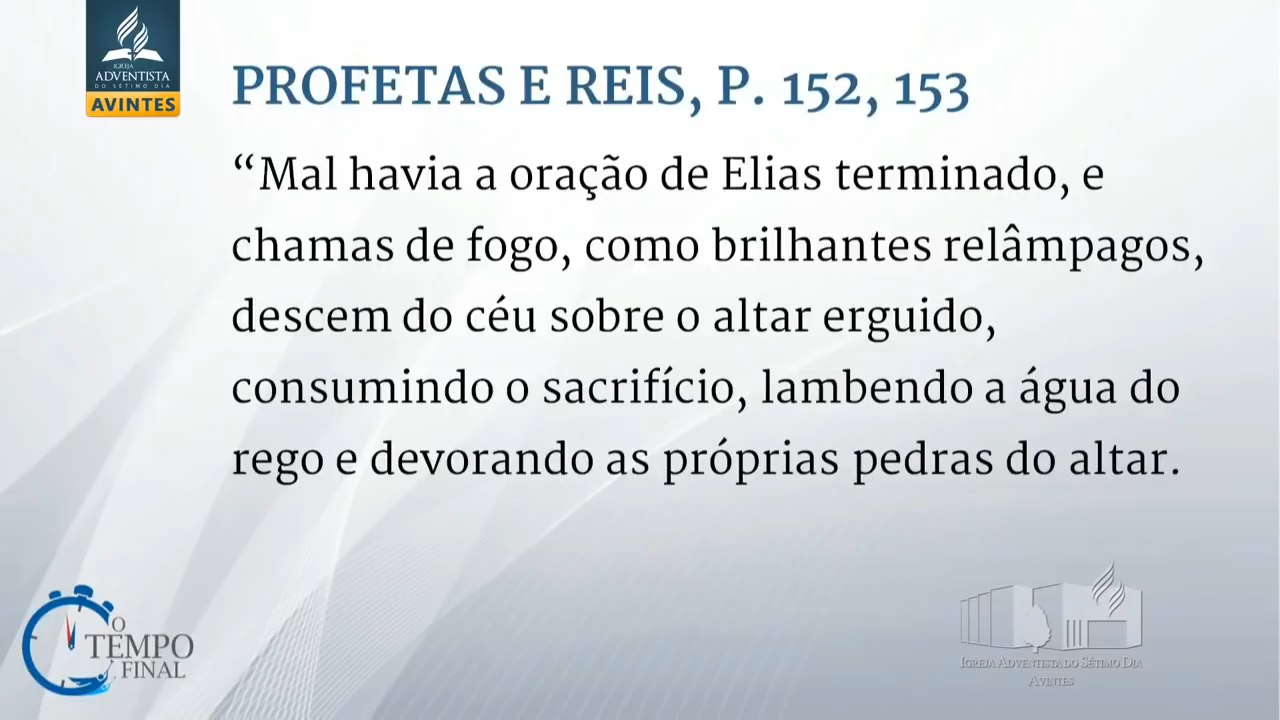 IGREJA
ADVENTISTA
DO SÉTIMO DIA
AVINTES
PROFETAS E REIS, P. 152, 153
“Mal havia a oração de Elias terminado, e
chamas de fogo, como brilhantes relâmpagos,
descem do céu sobre o altar erguido,
consumindo o sacrifício, lambendo a água do
rego e devorando as próprias pedras do altar.
O
TEMPO
FINAL
IGREJA ADVENTISTA DO SÉTIMO DIA
AVINTES